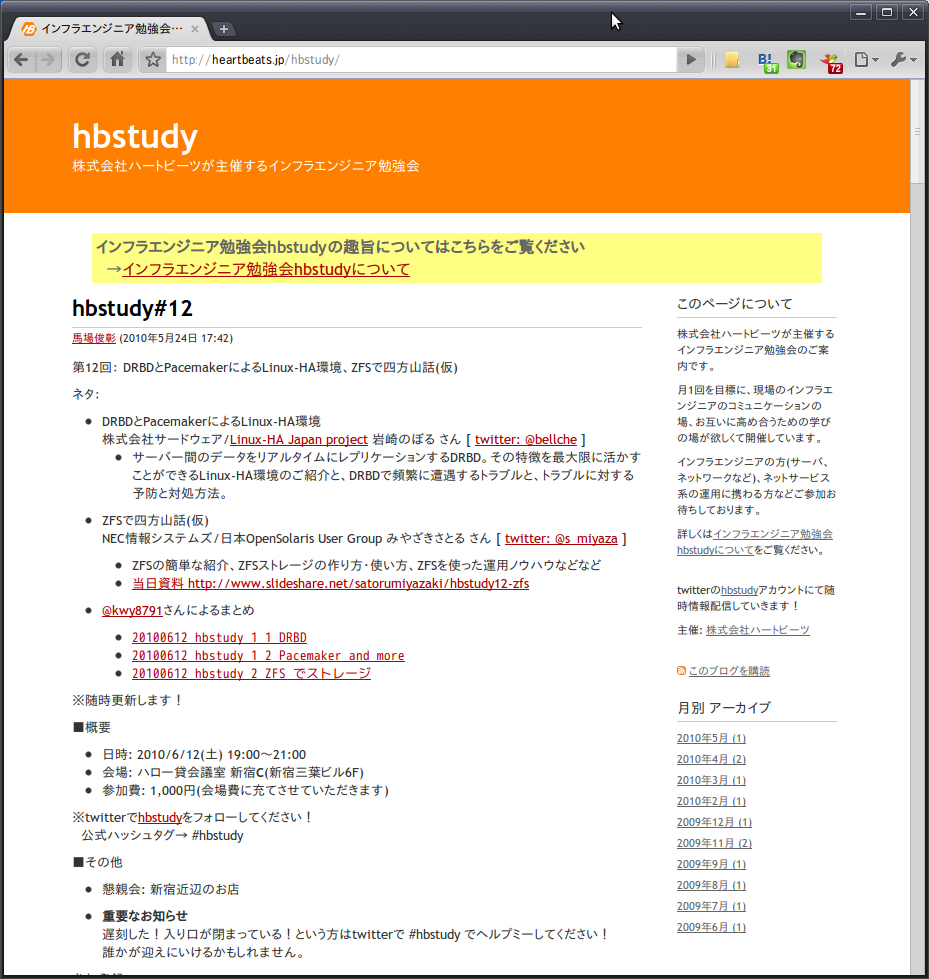 インフラエンジニア勉強会…
http://heartbeats.jp/hbstudy/
B!
31
72
hbstudy
株式会社ハートビーツが主催するインフラエンジニア勉強会
インフラエンジニア勉強会hbstudyの趣旨についてはこちらをご覧ください
→インフラエンジニア勉強会hbstudyについて
hbstudy#12
馬場俊彰 (2010年5月24日 17:42)
第12回： DRBDとPacemakerによるLinux-HA環境、ZFSで四方山話(仮)
ネタ:
DRBDとPacemakerによるLinux-HA環境
株式会社サードウェア/Linux-HA Japan project 岩崎のぼる さん [ twitter: @bellche ]
サーバー間のデータをリアルタイムにレプリケーションするDRBD。その特徴を最大限に活かす
ことができるLinux-HA環境のご紹介と、DRBDで頻繁に遭遇するトラブルと、トラブルに対する
予防と対処方法。
ZFSで四方山話(仮)
NEC情報システムズ/日本OpenSolaris User Group みやざきさとる さん [ twitter: @s_miyaza ]
ZFSの簡単な紹介、ZFSストレージの作り方・使い方、ZFSを使った運用ノウハウなどなど
当日資料 http://www.slideshare.net/satorumiyazaki/hbstudy12-zfs
@kwy8791さんによるまとめ
20100612 hbstudy 1 1 DRBD
20100612 hbstudy 1 2 Pacemaker and more
20100612 hbstudy 2 ZFS でストレージ
※随時更新します！
■概要
日時: 2010/6/12(土) 19:00～21:00
会場: ハロー貸会議室 新宿C(新宿三葉ビル6F)
参加費: 1,000円(会場費に充てさせていただきます)
※twitterでhbstudyをフォローしてください！
公式ハッシュタグ→ #hbstudy
■その他
懇親会: 新宿近辺のお店
重要なお知らせ
遅刻した！入り口が閉まっている！という方はtwitterで #hbstudy でヘルプミーしてください！
誰かが迎えにいけるかもしれません。
このページについて
株式会社ハートビーツが主催する
インフラエンジニア勉強会のご案
内です。
月1回を目標に、現場のインフラエ
ンジニアのコミュニケーションの
場、お互いに高め合うための学び
の場が欲しくて開催しています。
インフラエンジニアの方(サーバ、
ネットワークなど)、ネットサービス
系の運用に携わる方などご参加お
待ちしております。
詳しくはインフラエンジニア勉強会
hbstudyについてをご覧ください。
twitterのhbstudyアカウントにて随
時情報配信していきます！
主催: 株式会社ハートビーツ
このブログを購読
月別 アーカイブ
2010年5月 (1)
2010年4月 (2)
2010年3月 (1)
2010年2月 (1)
2009年12月 (1)
2009年11月 (2)
2009年9月 (1)
2009年8月 (1)
2009年7月 (1)
2009年6月 (1)